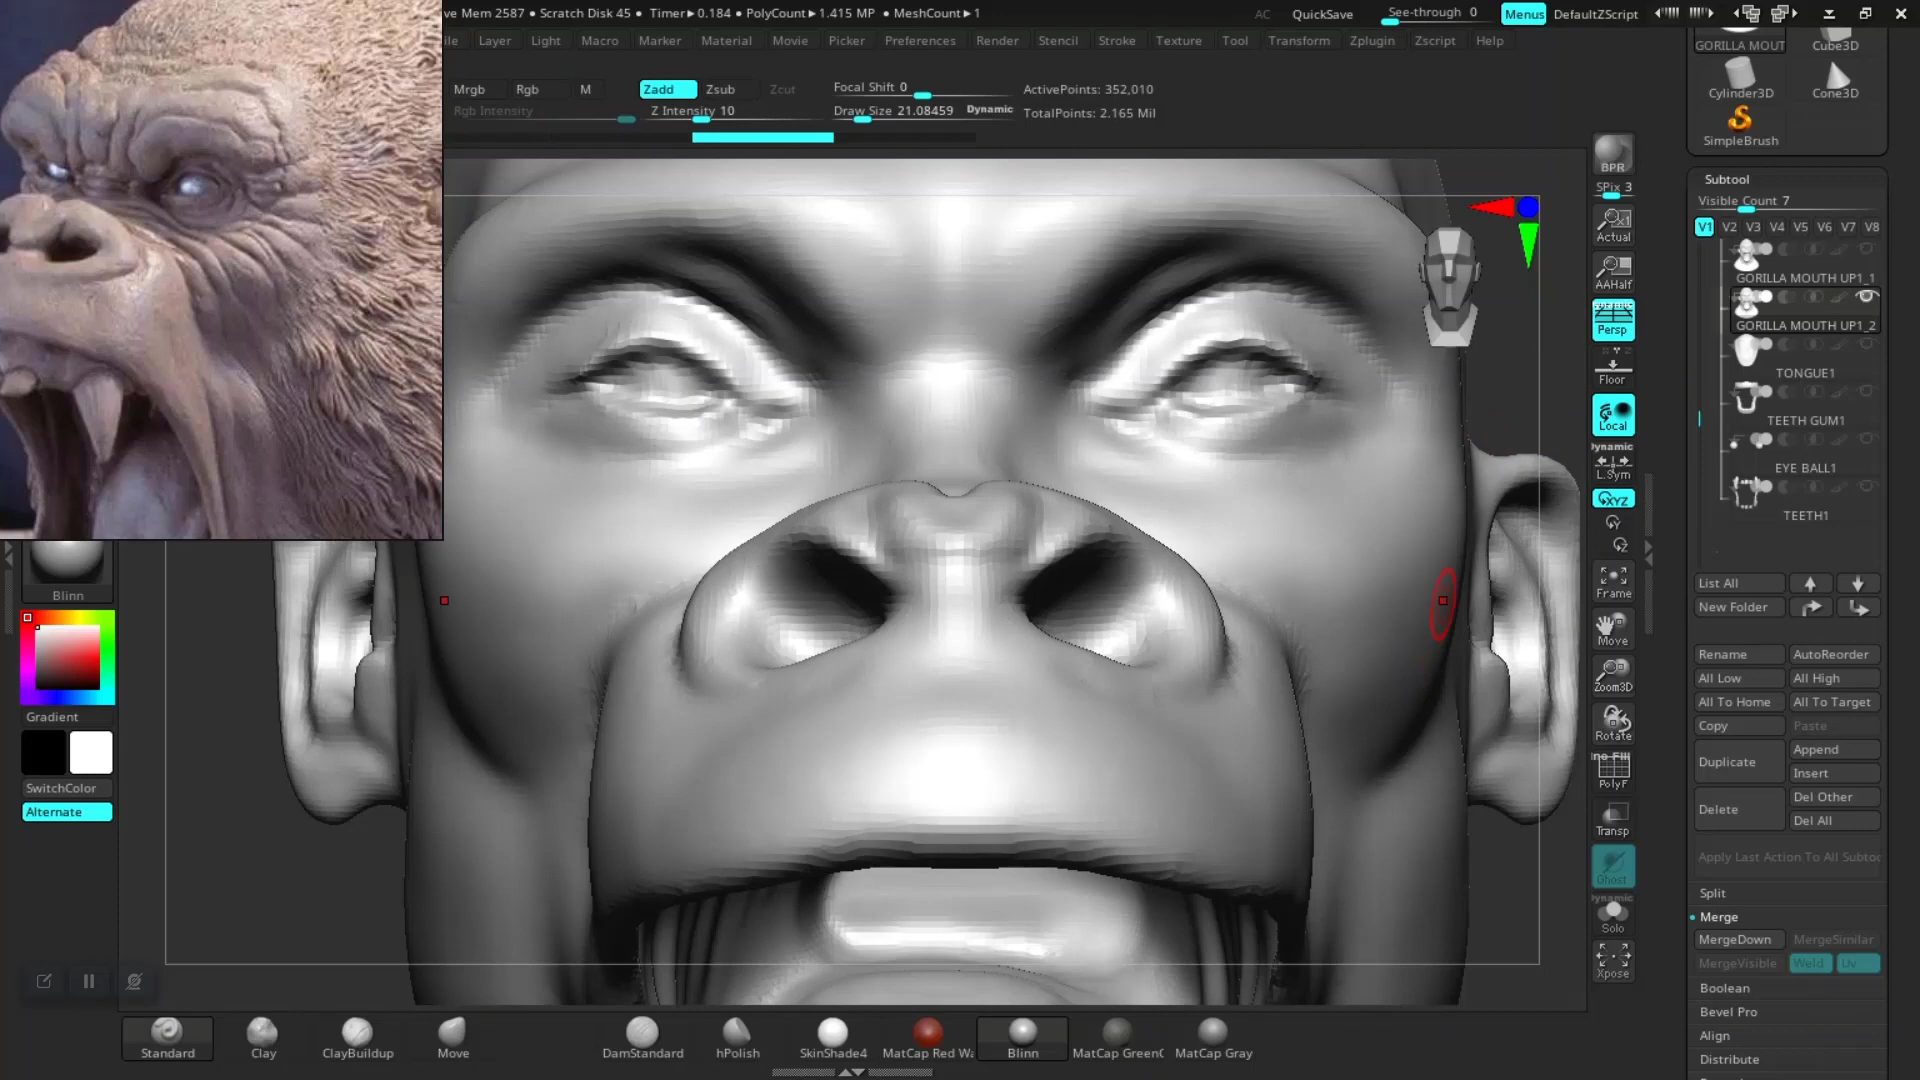 ve Mem 2587 • Scratch Disk 45 • Timer▸0.184 • PolyCount▸1.415 MP • MeshCount▸1
AC QuickSave See-through 0 Menus DefaultZScript
ile Layer Light Macro Marker Material Movie Picker Preferences Render Stencil Stroke Texture Tool Transform Zplugin Zscript Help
Mrgb Rgb M Zadd Zsub Zcut Focal Shift 0 ActivePoints: 352,010
Rgb Intensity Z Intensity 10 Draw Size 21.08459 Dynamic TotalPoints: 2.165 Mil
GORILLA MOUT Cube3D
Cylinder3D Cone3D
SimpleBrush
BPR
SPix 3
Actual
AAHalf
Persp
Floor
Local
Dynamic
L.Sym
XYZ
Frame
Move
Zoom3D
Rotate
PolyF
Transp
Ghost
Dynamic
Solo
Xpose
Subtool
Visible Count 7
V1 V2 V3 V4 V5 V6 V7 V8
GORILLA MOUTH UP1_1
GORILLA MOUTH UP1_2
TONGUE1
TEETH GUM1
EYE BALL1
TEETH1
List All
New Folder
Rename AutoReorder
All Low All High
All To Home All To Target
Copy Paste
Duplicate Append
Insert
Delete Del Other
Del All
Apply Last Action To All Subtoo
Split
Merge
MergeDown MergeSimilar
MergeVisible Weld Uv
Boolean
Bevel Pro
Align
Distribute
Blinn
Gradient
SwitchColor
Alternate
Standard Clay ClayBuildup Move DamStandard hPolish SkinShade4 MatCap Red Wa Blinn MatCap GreenC MatCap Gray